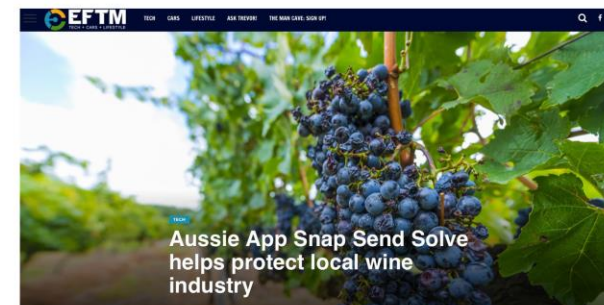 EFTM
TECH + CARS + LIFESTYLE
TECH CARS LIFESTYLE ASK TREVOR! THE MAN CAVE: SIGN UP!
TECH
Aussie App Snap Send Solve
helps protect local wine
industry